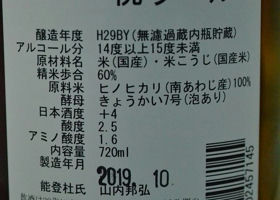 醸造年度 H29BY(無濾過蔵内瓶貯蔵)
アルコール分 14度以上15度未満
原材料名 米(国産)・米こうじ(国産米)
精米歩合 60%
原料米 ヒノヒカリ(南あわじ産)100%
酵母 きょうかい7号(泡あり)
日本酒度 +4
酸度 2.5
アミノ酸度 1.6
内容量 720ml
製造年月 2019.10.
能登杜氏 山内邦弘
02457145